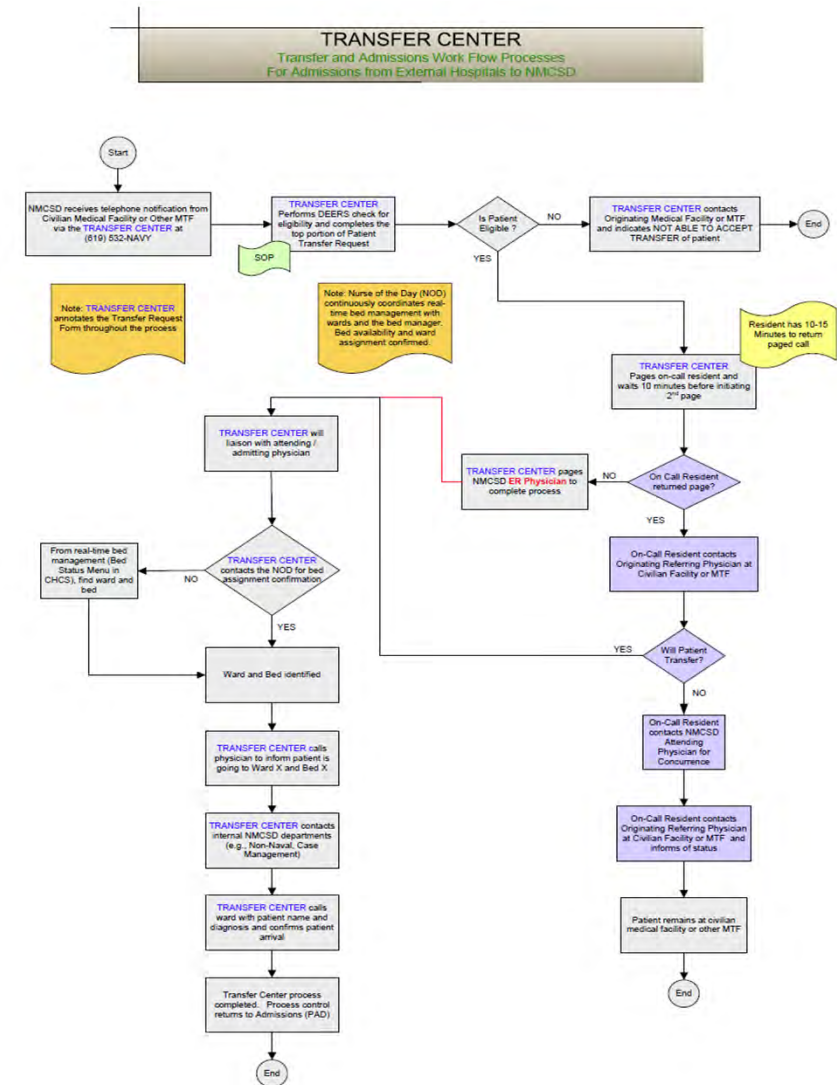 TRANSFER CENTER
Transfer and Admissions Work Flow Processes
For Admissions from External Hospitals to NMCSD
Start
NMCSD receives telephone notification from
Civilian Medical Facility or Other MTF
via the TRANSFER CENTER at
(619) 532-NAVY
TRANSFER CENTER
Performs DEERS check for
eligibility and completes the
top portion of Patient
Transfer Request
SOP
Is Patient
Eligible ?
NO
YES
TRANSFER CENTER contacts
Originating Medical Facility or MTF
and indicates NOT ABLE TO ACCEPT
TRANSFER of patient
End
Note: TRANSFER CENTER
annotates the Transfer Request
Form throughout the process
Note: Nurse of the Day (NOD)
continuously coordinates real-
time bed management with
wards and the bed manager.
Bed availability and ward
assignment confirmed.
Resident has 10-15
Minutes to return
paged call
TRANSFER CENTER
Pages on-call resident and
waits 10 minutes before initiating
2nd page
On Call Resident
returned page?
NO
YES
TRANSFER CENTER pages
NMCSD ER Physician to
complete process
TRANSFER CENTER will
liaison with attending /
admitting physician
On-Call Resident contacts
Originating Referring Physician at
Civilian Facility or MTF
TRANSFER CENTER
contacts the NOD for bed
assignment confirmation
NO
YES
From real-time bed
management (Bed
Status Menu in
CHCS), find ward and
bed
Will Patient
Transfer?
YES
NO
Ward and Bed identified
On-Call Resident
contacts NMCSD
Attending
Physician for
Concurrence
TRANSFER CENTER calls
physician to inform patient is
going to Ward X and Bed X
On-Call Resident contacts
Originating Referring Physician
at Civilian Facility or MTF and
informs of status
TRANSFER CENTER contacts
internal NMCSD departments
(e.g., Non-Naval, Case
Management)
TRANSFER CENTER calls
ward with patient name and
diagnosis and confirms patient
arrival
Patient remains at civilian
medical facility or other MTF
End
Transfer Center process
completed. Process control
returns to Admissions (PAD)
End